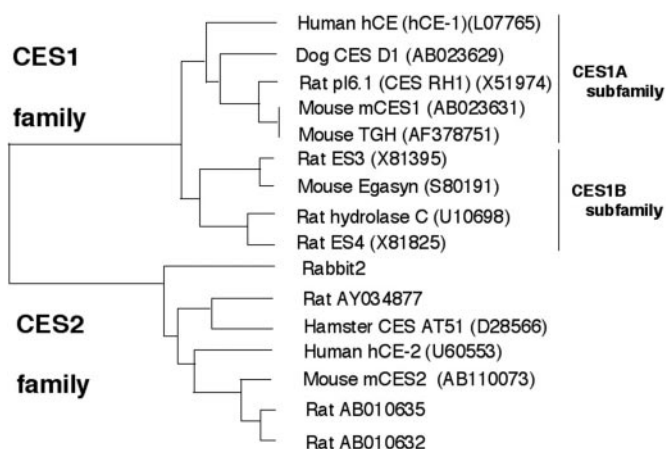 CES1
family
Human hCE (hCE-1)(L07765)
Dog CES D1 (AB023629)
Rat pI6.1 (CES RH1) (X51974)
Mouse mCES1 (AB023631)
Mouse TGH (AF378751)
CES1A
subfamily
Rat ES3 (X81395)
Mouse Egasyn (S80191)
Rat hydrolase C (U10698)
Rat ES4 (X81825)
CES1B
subfamily
CES2
family
Rabbit2
Rat AY034877
Hamster CES AT51 (D28566)
Human hCE-2 (U60553)
Mouse mCES2 (AB110073)
Rat AB010635
Rat AB010632